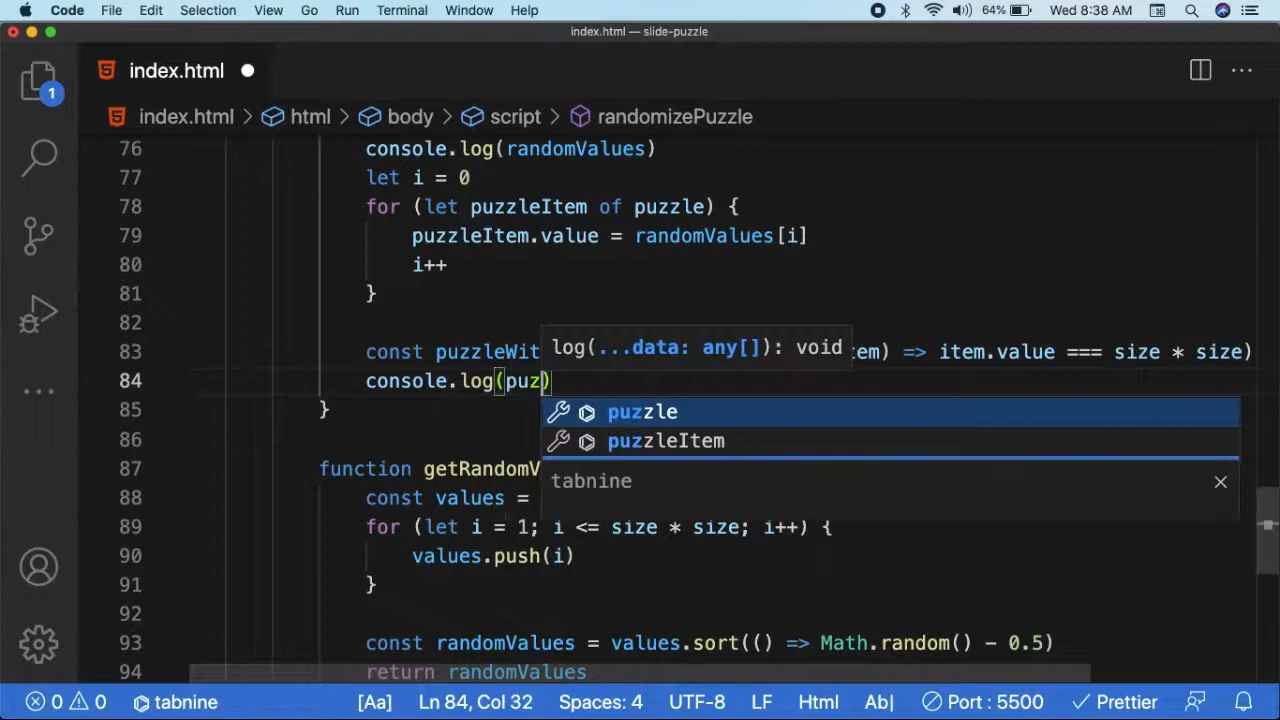 Code File Edit Selection View Go Run Terminal Window Help 64% Wed 8:38 AM
index.html — slide-puzzle
index.html
1
index.html > html > body > script > randomizePuzzle
76 console.log(randomValues)
77 let i = 0
78 for (let puzzleItem of puzzle) {
79 puzzleItem.value = randomValues[i]
80 i++
81 }
82
83 const puzzleWit em) => item.value === size * size)
log(...data: any[]): void
84 console.log(puz)
85 }
puzzle
86
puzzleItem
87 function getRandomV
tabnine
88 const values =
89 for (let i = 1; i <= size * size; i++) {
90 values.push(i)
91 }
92
93 const randomValues = values.sort(() => Math.random() - 0.5)
94 return randomValues
0 0 tabnine [Aa] Ln 84, Col 32 Spaces: 4 UTF-8 LF Html Ab| Port : 5500 Prettier